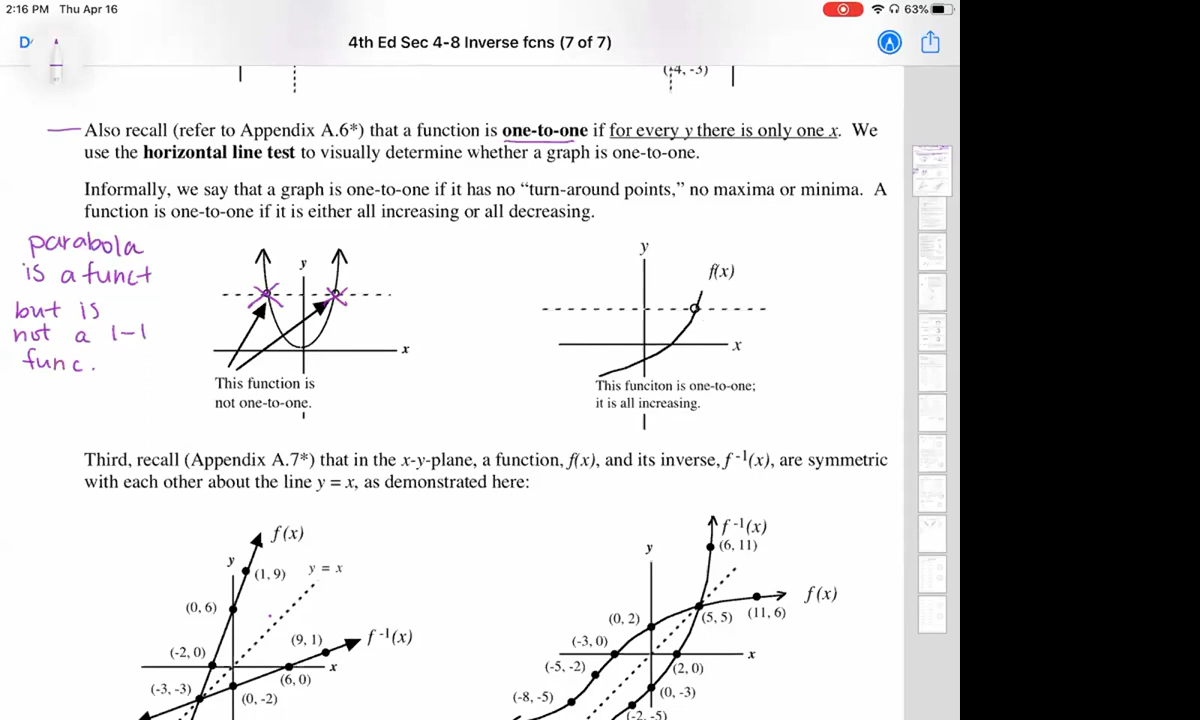 2:16 PM Thu Apr 16
63%
4th Ed Sec 4-8 Inverse fcns (7 of 7)
(+4, -3)
Also recall (refer to Appendix A.6*) that a function is one-to-one if for every y there is only one x. We
use the horizontal line test to visually determine whether a graph is one-to-one.
Informally, we say that a graph is one-to-one if it has no “turn-around points,” no maxima or minima. A
function is one-to-one if it is either all increasing or all decreasing.
parabola
is a funct
but is
not a 1-1
func.
y
x
This function is
not one-to-one.
y
f(x)
x
This funciton is one-to-one;
it is all increasing.
Third, recall (Appendix A.7*) that in the x-y-plane, a function, f(x), and its inverse, f⁻¹(x), are symmetric
with each other about the line y = x, as demonstrated here:
f(x)
y
(1, 9)
y = x
(0, 6)
(9, 1)
f⁻¹(x)
(-2, 0)
x
(6, 0)
(-3, -3)
(0, -2)
f⁻¹(x)
y
(6, 11)
f(x)
(0, 2)
(5, 5)
(11, 6)
(-3, 0)
x
(-5, -2)
(2, 0)
(-8, -5)
(0, -3)
(-2, -5)